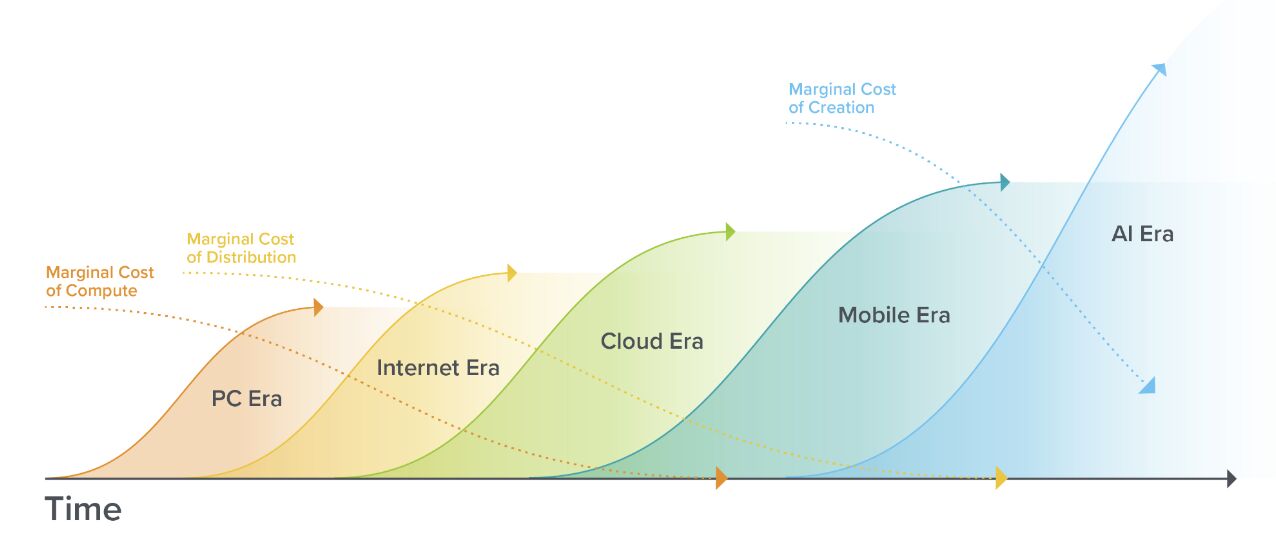 Marginal Cost
of Compute
Marginal Cost
of Distribution
Marginal Cost
of Creation
PC Era
Internet Era
Cloud Era
Mobile Era
AI Era
Time